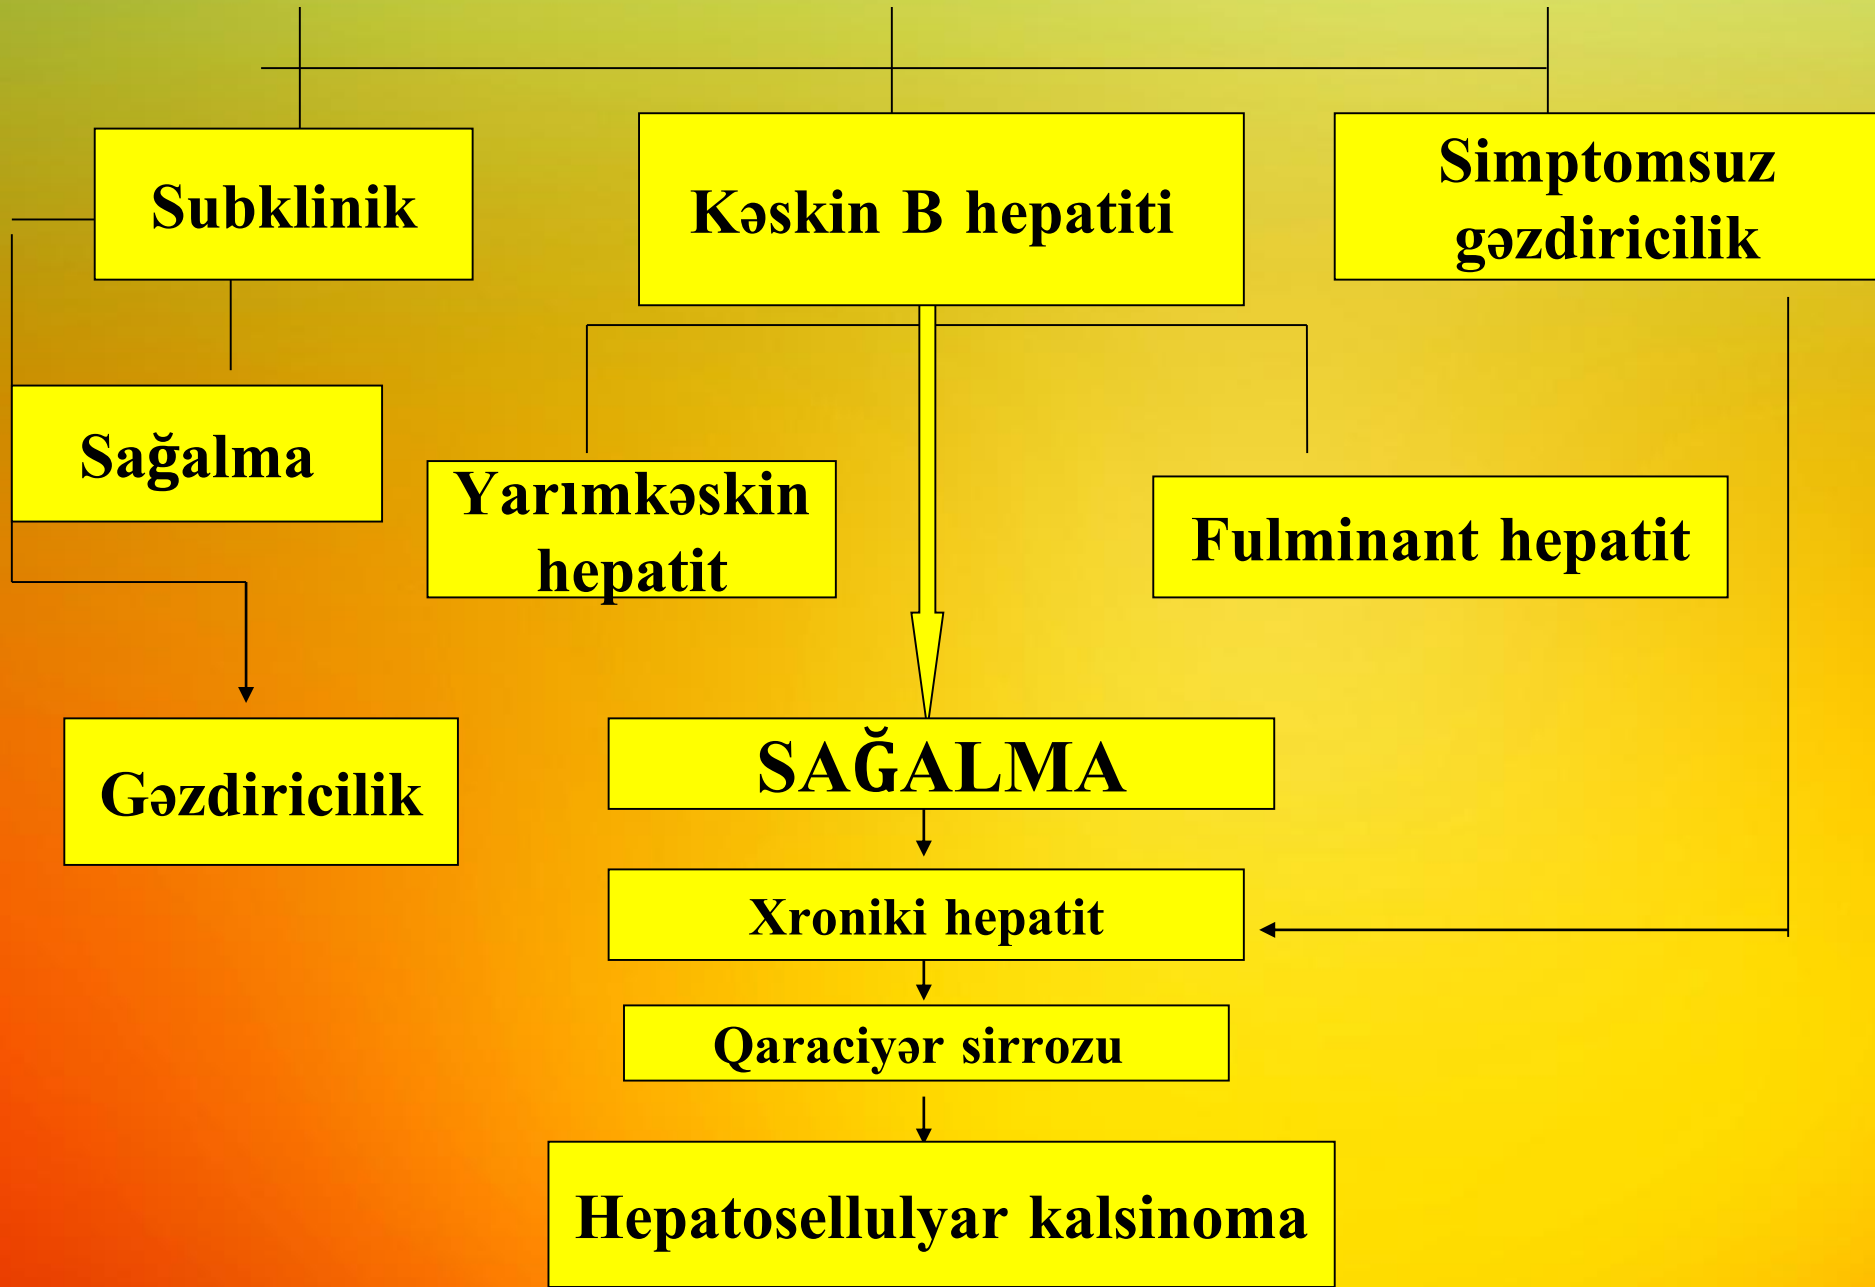 Subklinik
Kəskin B hepatiti
Simptomsuz
gəzdiricilik
Sağalma
Yarımkəskin
hepatit
Fulminant hepatit
Gəzdiricilik
SAĞALMA
Xroniki hepatit
Qaraciyər sirrozu
Hepatosellulyar kalsinoma